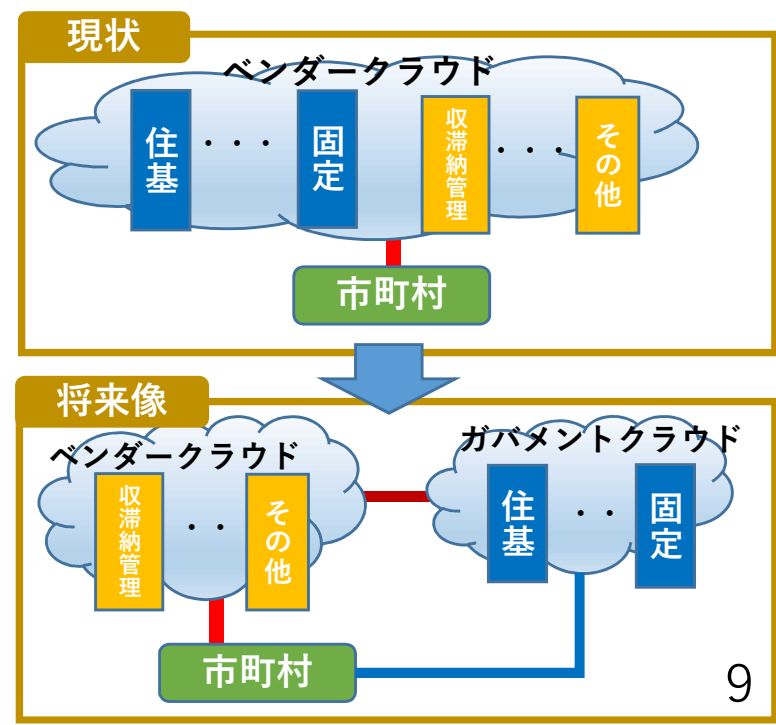 現状
ベンダークラウド
住基
・・・
固定
収滞納管理
・・・
その他
市町村
将来像
ベンダークラウド
ガバメントクラウド
収滞納管理
・・
その他
住基
・・
固定
市町村
9